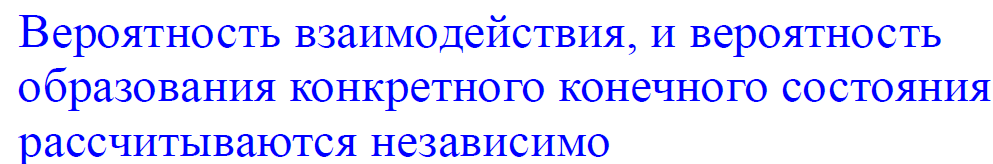 Вероятность взаимодействия, и вероятность
образования конкретного конечного состояния
рассчитываются независимо